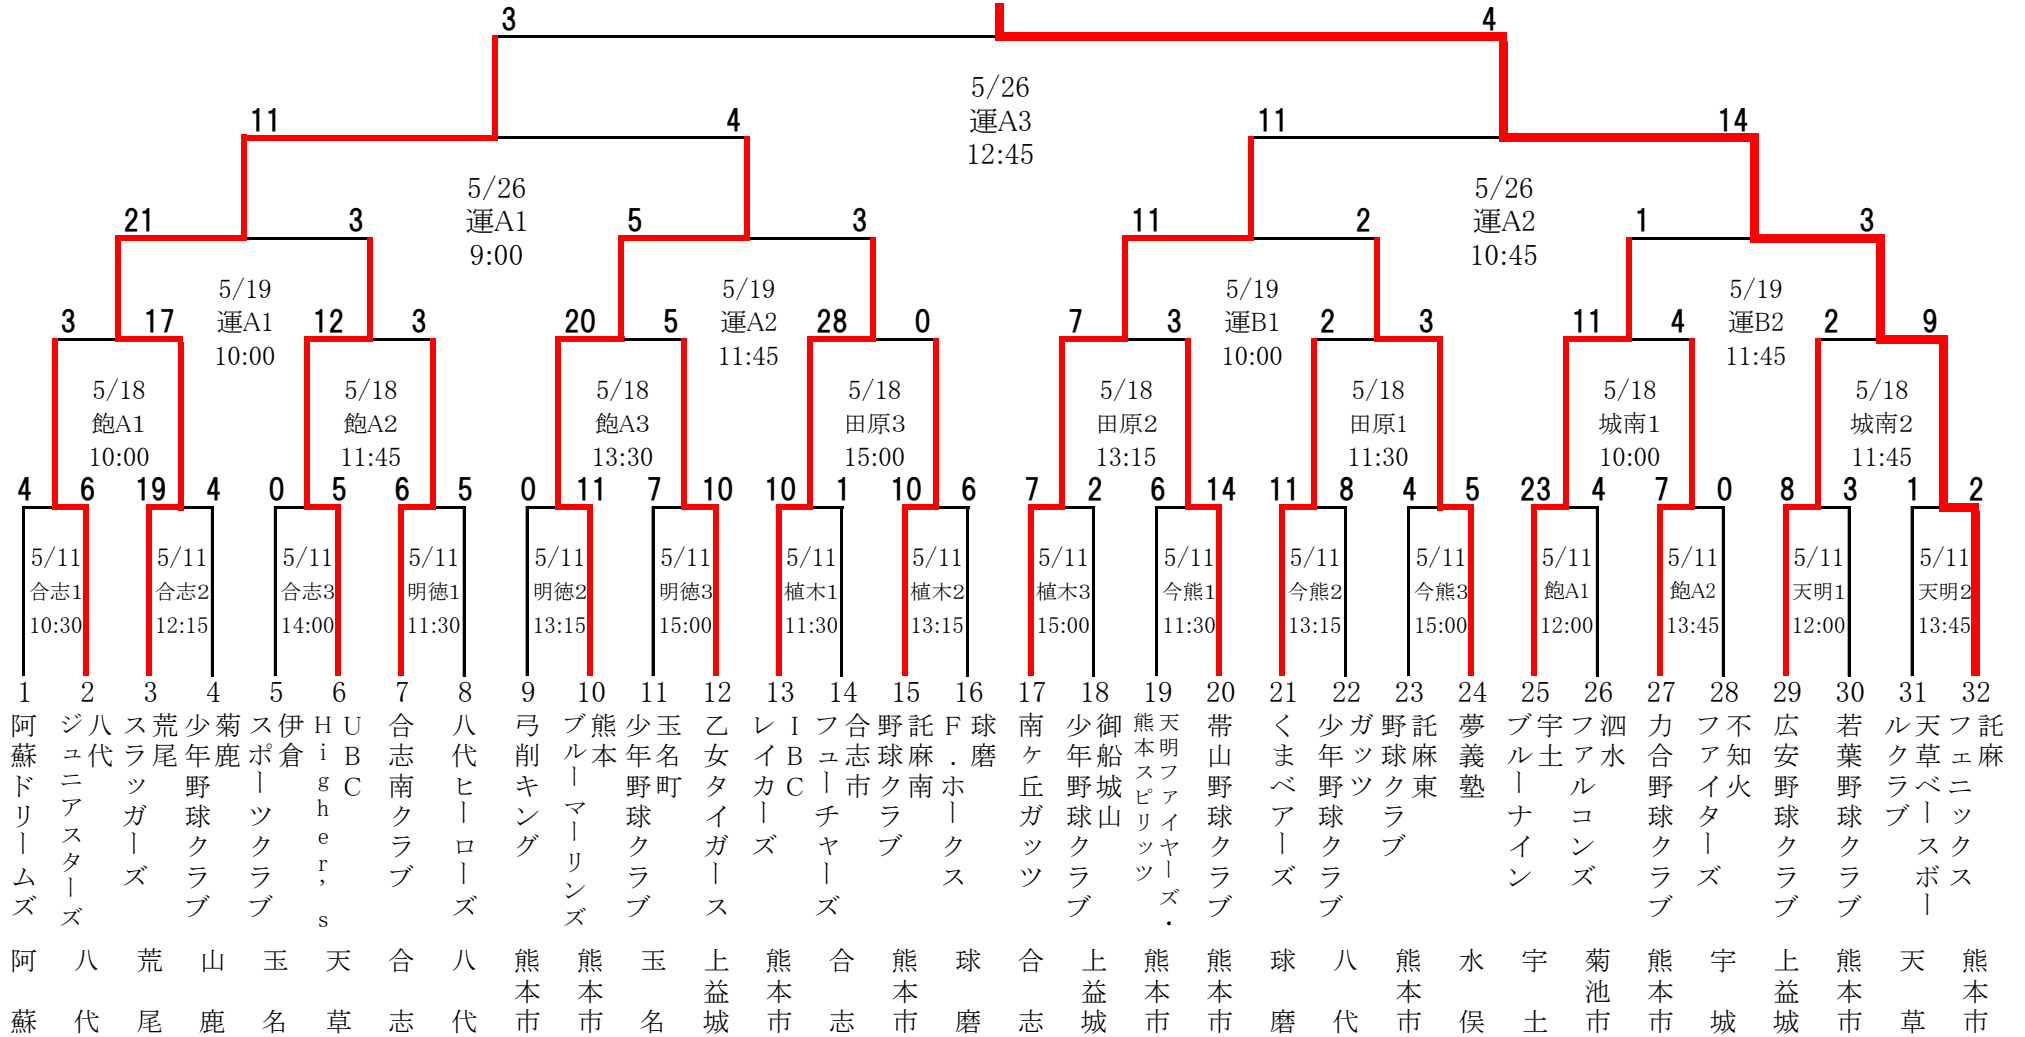 3 4
5/26
運A3
12:45
11 4 11 14
5/26 5/26
運A1 運A2
9:00 10:45
21 3 5 3 11 2 1 3
5/19 5/19 5/19 5/19
運A1 運A2 運B1 運B2
10:00 11:45 10:00 11:45
3 17 12 3 20 5 28 0 7 3 2 3 11 4 2 9
5/18 5/18 5/18 5/18 5/18 5/18 5/18 5/18
飽A1 飽A2 飽A3 田原3 田原2 田原1 城南1 城南2
10:00 11:45 13:30 15:00 13:15 11:30 10:00 11:45
4 6 19 4 0 5 6 5 0 11 7 10 10 1 10 6 7 2 6 14 11 8 4 5 23 4 7 0 8 3 1 2
5/11 5/11 5/11 5/11 5/11 5/11 5/11 5/11 5/11 5/11 5/11 5/11 5/11 5/11 5/11 5/11
合志1 合志2 合志3 明徳1 明徳2 明徳3 植木1 植木2 植木3 今熊1 今熊2 今熊3 飽A1 飽A2 天明1 天明2
10:30 12:15 14:00 11:30 13:15 15:00 11:30 13:15 15:00 11:30 13:15 15:00 12:00 13:45 12:00 13:45
1 2 3 4 5 6 7 8 9 10 11 12 13 14 15 16 17 18 19 20 21 22 23 24 25 26 27 28 29 30 31 32
阿蘇ドリームズ
八代
ジュニアスターズ
荒尾
スラッガーズ
菊鹿
少年野球クラブ
伊倉
スポーツクラブ
UBC
Higher,s
合志南クラブ
八代ヒーローズ
弓削キング
熊本
ブルーマーリンズ
玉名町
少年野球クラブ
乙女タイガース
IBC
レイカーズ
合志市
フューチャーズ
託麻南
野球クラブ
球磨
F.ホークス
南ヶ丘ガッツ
御船城山
少年野球クラブ
天明ファイヤーズ・
熊本スピリッツ
帯山野球クラブ
くまベアーズ
ガッツ
少年野球クラブ
託麻東
野球クラブ
夢義塾
宇土
ブルーナイン
泗水
ファルコンズ
力合野球クラブ
不知火
ファイターズ
広安野球クラブ
若葉野球クラブ
天草ベースボー
ルクラブ
託麻
フェニックス
阿蘇 八代 荒尾 山鹿 玉名 天草 合志 八代 熊本市 熊本市 玉名 上益城 熊本市 合志 熊本市 球磨 合志 上益城 熊本市 熊本市 球磨 八代 熊本市 水俣 宇土 菊池市 熊本市 宇城 上益城 熊本市 天草 熊本市